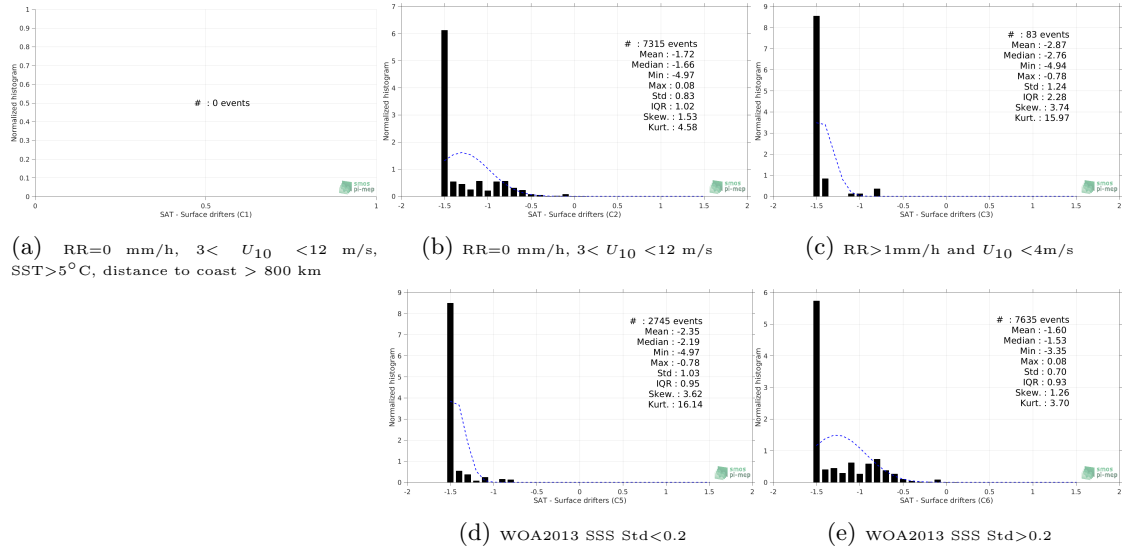 1
0.9
0.8
0.7
0.6
0.5
0.4
0.3
0.2
0.1
0
Normalized histogram
# : 0 events
smos
pi-mep
0 0.5 1
SAT - Surface drifters (C1)
(a) RR=0 mm/h, 3< U10 <12 m/s,
SST>5°C, distance to coast > 800 km
7
6
5
4
3
2
1
0
Normalized histogram
# : 7315 events
Mean : -1.72
Median : -1.66
Min : -4.97
Max : 0.08
Std : 0.83
IQR : 1.02
Skew. : 1.53
Kurt. : 4.58
smos
pi-mep
-2 -1.5 -1 -0.5 0 0.5 1 1.5 2
SAT - Surface drifters (C2)
(b) RR=0 mm/h, 3< U10 <12 m/s
9
8
7
6
5
4
3
2
1
0
Normalized histogram
# : 83 events
Mean : -2.87
Median : -2.76
Min : -4.94
Max : -0.78
Std : 1.24
IQR : 2.28
Skew. : 3.74
Kurt. : 15.97
smos
pi-mep
-2 -1.5 -1 -0.5 0 0.5 1 1.5 2
SAT - Surface drifters (C3)
(c) RR>1mm/h and U10 <4m/s
9
8
7
6
5
4
3
2
1
0
Normalized histogram
# : 2745 events
Mean : -2.35
Median : -2.19
Min : -4.97
Max : -0.78
Std : 1.03
IQR : 0.95
Skew. : 3.62
Kurt. : 16.14
smos
pi-mep
-2 -1.5 -1 -0.5 0 0.5 1 1.5 2
SAT - Surface drifters (C5)
(d) WOA2013 SSS Std<0.2
6
5
4
3
2
1
0
Normalized histogram
# : 7635 events
Mean : -1.60
Median : -1.53
Min : -3.35
Max : 0.08
Std : 0.70
IQR : 0.93
Skew. : 1.26
Kurt. : 3.70
smos
pi-mep
-2 -1.5 -1 -0.5 0 0.5 1 1.5 2
SAT - Surface drifters (C6)
(e) WOA2013 SSS Std>0.2